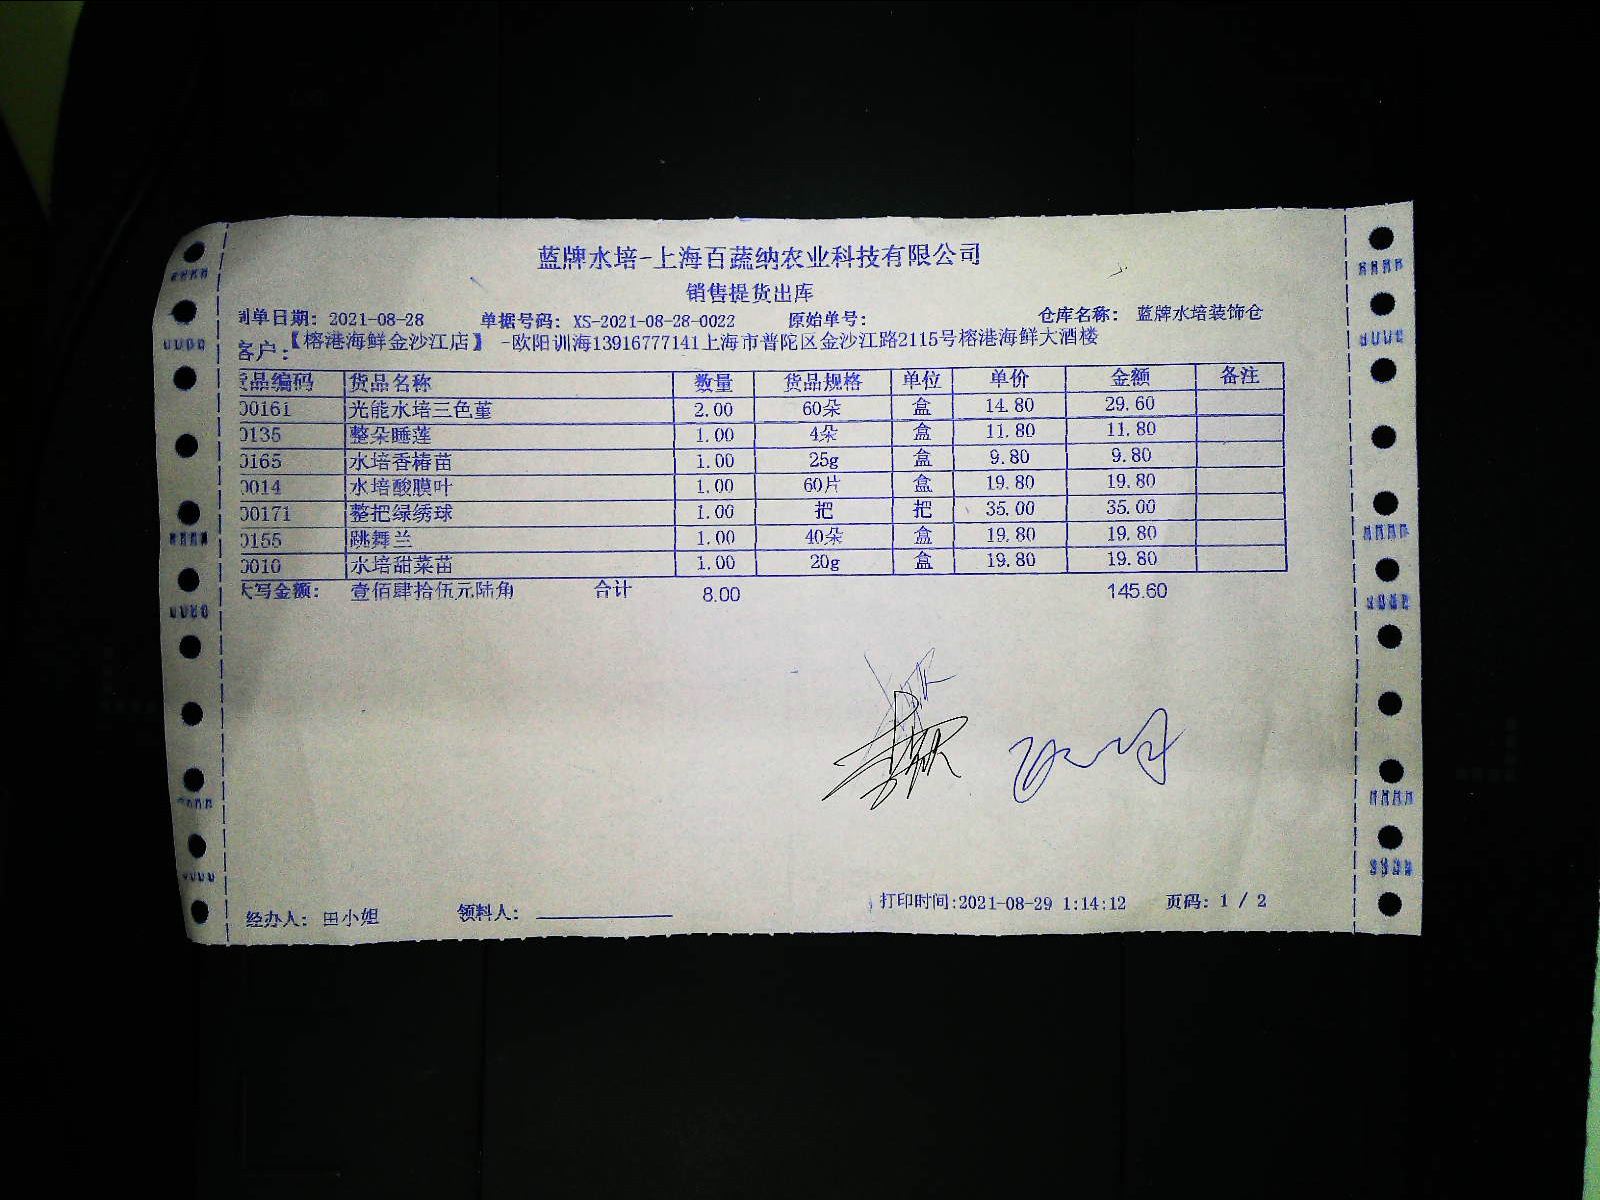 蓝牌水培-上海百蔬纳农业科技有限公司
销售提货出库
制单日期: 2021-08-28 单据号码: XS-2021-08-28-0022 原始单号: 仓库名称: 蓝牌水培装饰仓
客户:【榕港海鲜金沙江店】 -欧阳训海13916777141上海市普陀区金沙江路2115号榕港海鲜大酒楼
货品编码 货品名称 数量 货品规格 单位 单价 金额 备注
00161 光能水培三色堇 2.00 60朵 盒 14.80 29.60
0135 整朵睡莲 1.00 4朵 盒 11.80 11.80
0165 水培香椿苗 1.00 25g 盒 9.80 9.80
0014 水培酸膜叶 1.00 60片 盒 19.80 19.80
00171 整把绿绣球 1.00 把 把 35.00 35.00
0155 跳舞兰 1.00 40朵 盒 19.80 19.80
0010 水培甜菜苗 1.00 20g 盒 19.80 19.80
大写金额: 壹佰肆拾伍元陆角 合计 8.00 145.60
经办人: 田小姐 领料人: 打印时间:2021-08-29 1:14:12 页码: 1 / 2